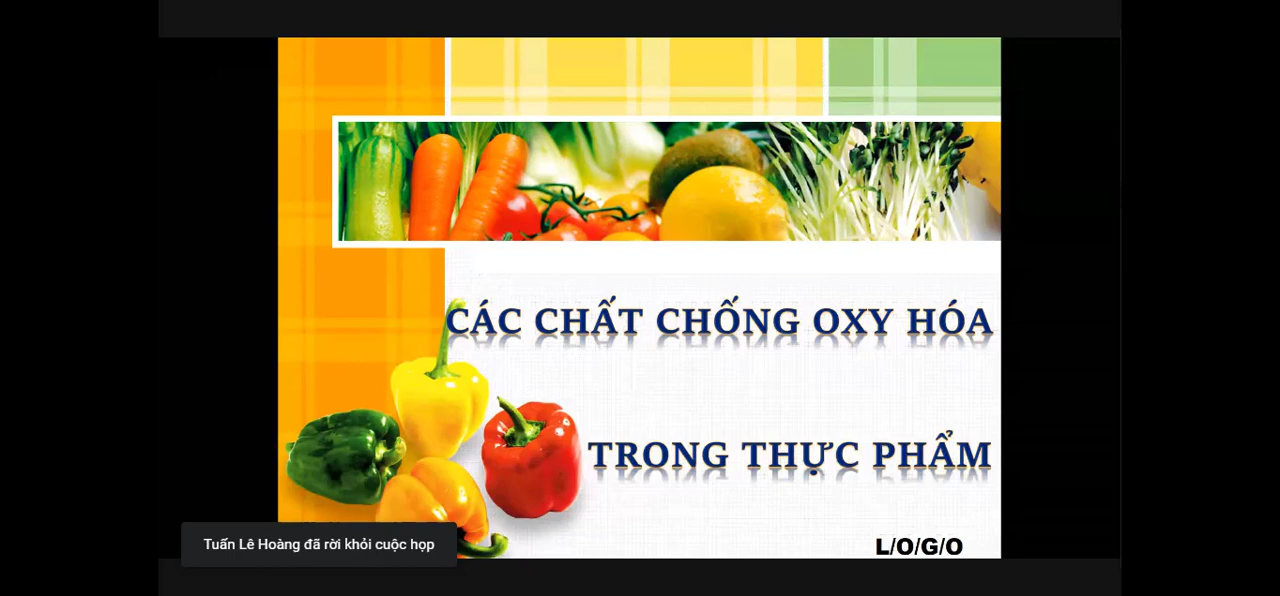 CÁC CHẤT CHỐNG OXY HÓA
TRONG THỰC PHẨM
L/O/G/O
Tuấn Lê Hoàng đã rời khỏi cuộc họp